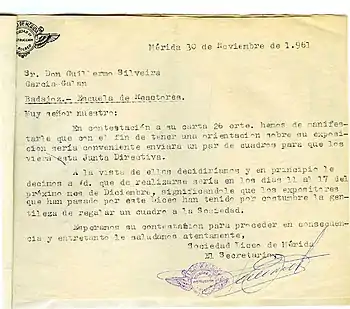 Mérida 30 de Noviembre de 1.961
Sr. Don Guillermo Silveira
García Galan
Badajoz.- Escuela de Magisterio.
Muy señor nuestro:
En contestación a su carta 26 cte. hemos de manifes-
tarle que con el fin de tener una orientación sobre su exposi-
ción sería conveniente enviara un par de cuadros para que los
viera esta Junta Directiva.
A la vista de ellos decidiríamos y en principio le
decimos a Vd. que de realizarse sería en los días 11 al 17 del
próximo mes de Diciembre, significándole que los expositores
que han pasado por este Liceo han tenido por costumbre la gen-
tileza de regalar un cuadro a la Sociedad.
Esperamos su contestación para proceder en consecuen-
cia y entretanto le saludamos atentamente,
Sociedad Liceo de Mérida
El Secretario